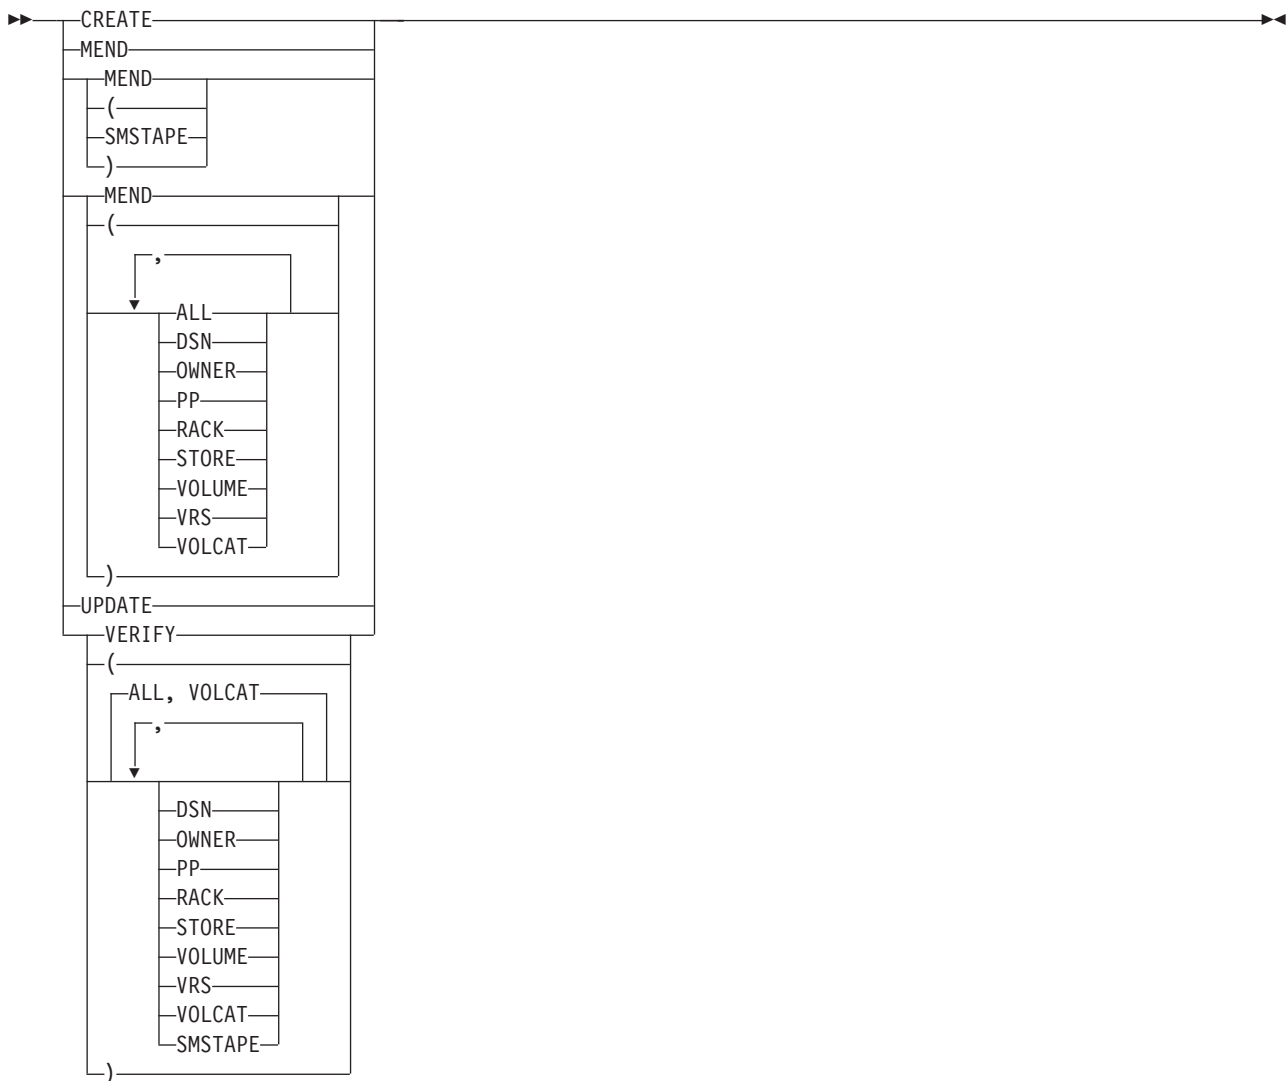 CREATE
MEND
MEND
(
SMSTAPE
)
MEND
(
,
ALL
DSN
OWNER
PP
RACK
STORE
VOLUME
VRS
VOLCAT
)
UPDATE
VERIFY
(
ALL, VOLCAT
,
DSN
OWNER
PP
RACK
STORE
VOLUME
VRS
VOLCAT
SMSTAPE
)